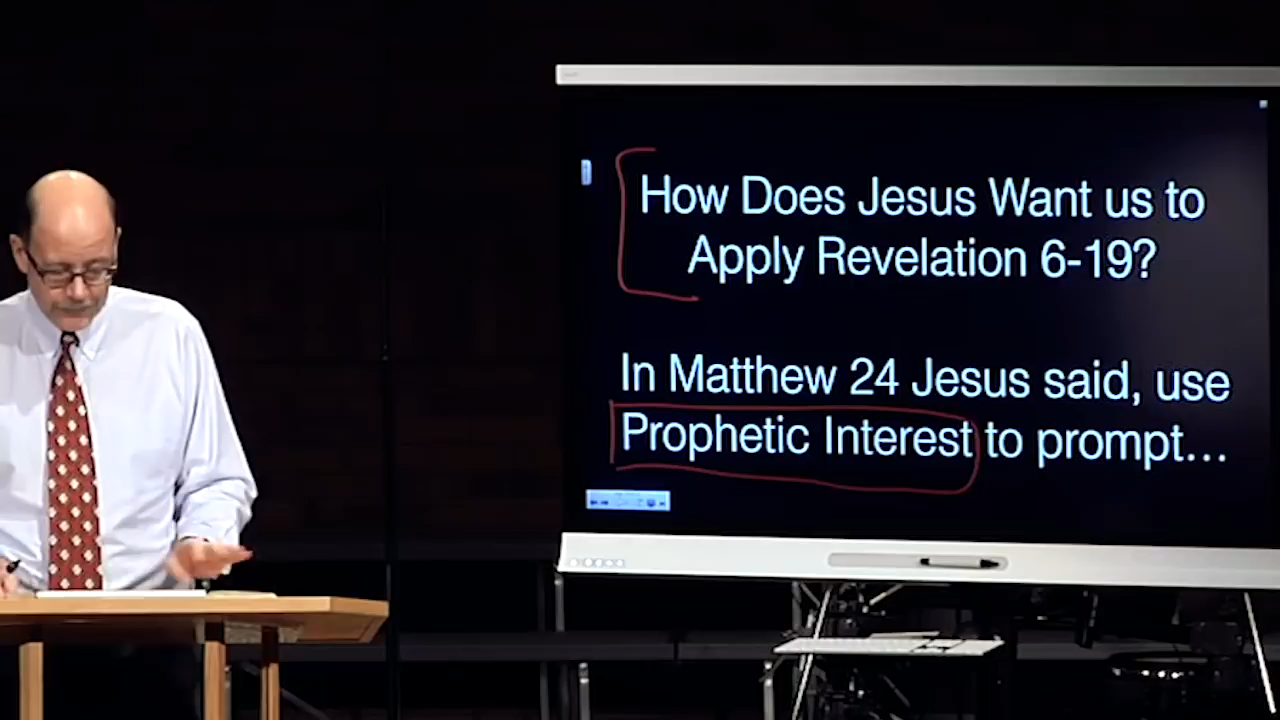 How Does Jesus Want us to
Apply Revelation 6-19?
In Matthew 24 Jesus said, use
Prophetic Interest to prompt...